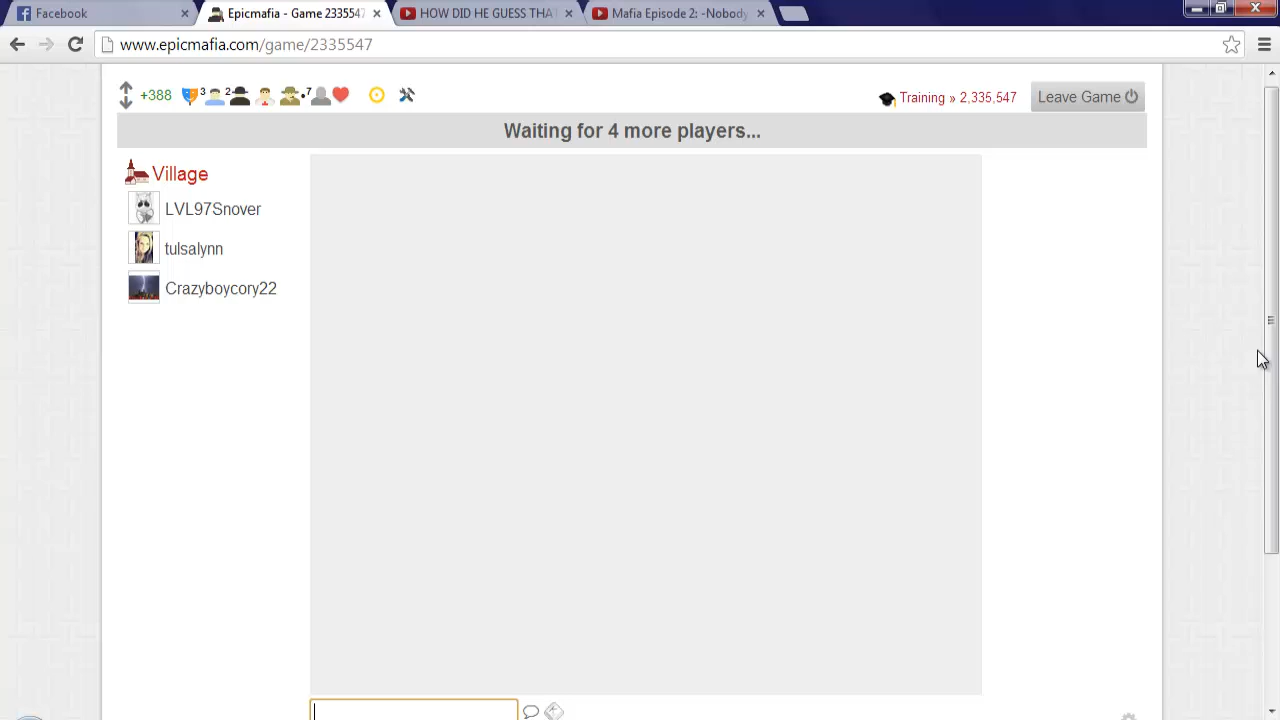 Facebook
Epicmafia - Game 2335547
HOW DID HE GUESS THA
Mafia Episode 2: -Nobody
www.epicmafia.com/game/2335547
+388
3
2
7
Training » 2,335,547
Leave Game
Waiting for 4 more players...
Village
LVL97Snover
tulsalynn
Crazyboycory22